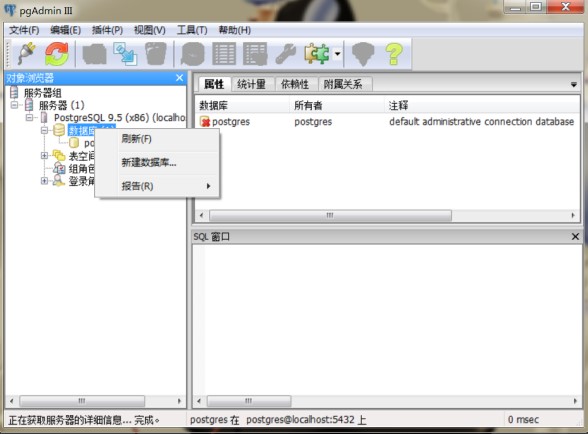 pgAdmin III
文件(F) 编辑(E) 插件(P) 视图(V) 工具(T) 帮助(H)
对象浏览器
服务器组
服务器 (1)
PostgreSQL 9.5 (x86) (localho
数据库
po
表空间
组角色
登录角
刷新(F)
新建数据库...
报告(R)
属性 统计量 依赖性 附属关系
数据库 所有者 注释
postgres postgres default administrative connection database
SQL 窗口
正在获取服务器的详细信息... 完成。 postgres 在 postgres@localhost:5432 上 0 msec